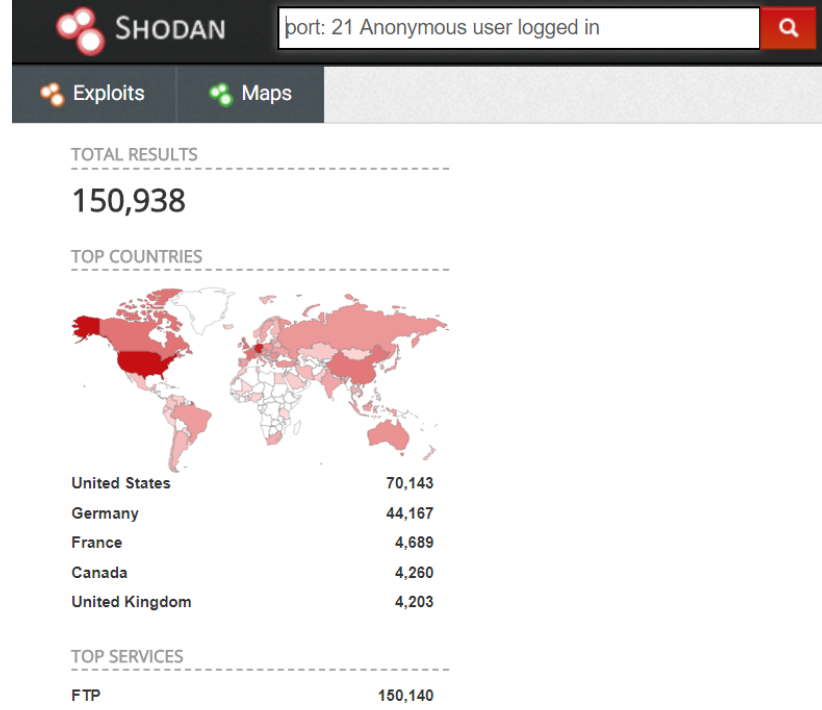 SHODAN port: 21 Anonymous user logged in
Exploits Maps
TOTAL RESULTS
150,938
TOP COUNTRIES
United States 70,143
Germany 44,167
France 4,689
Canada 4,260
United Kingdom 4,203
TOP SERVICES
FTP 150,140